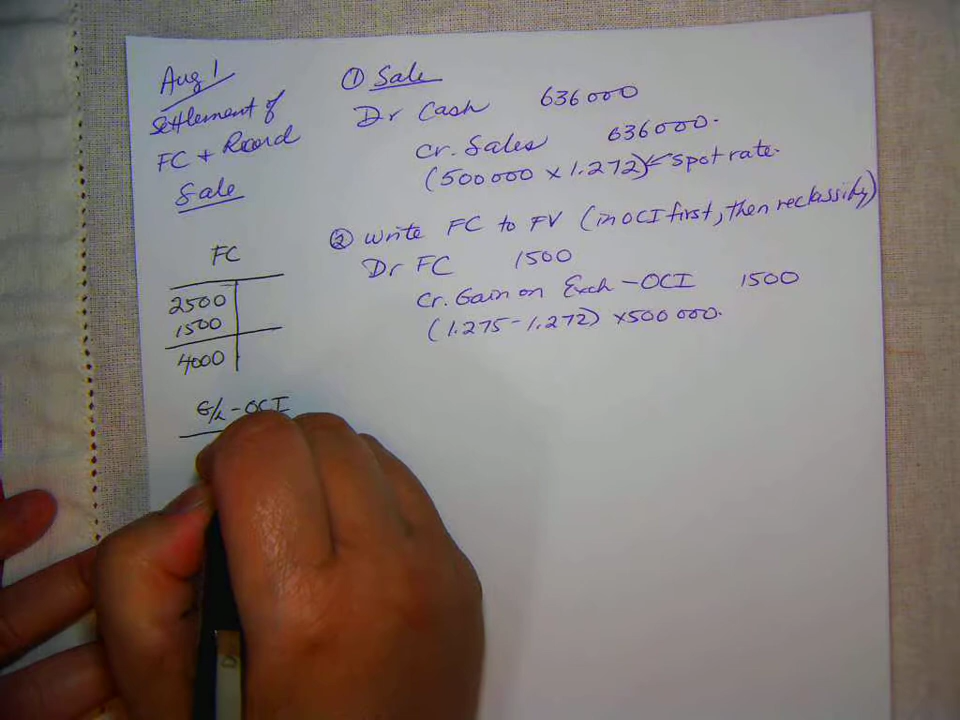 Aug 1
Settlement of
FC + Record
Sale
FC
2500
1500
4000
G/L - OCI
① Sale
Dr Cash 636000
Cr. Sales 636000.
(500000 x 1.272) ← spot rate.
② Write FC to FV (in OCI first, then reclassify)
Dr FC 1500
Cr. Gain on Exch - OCI 1500
(1.275 - 1.272) x 500000.